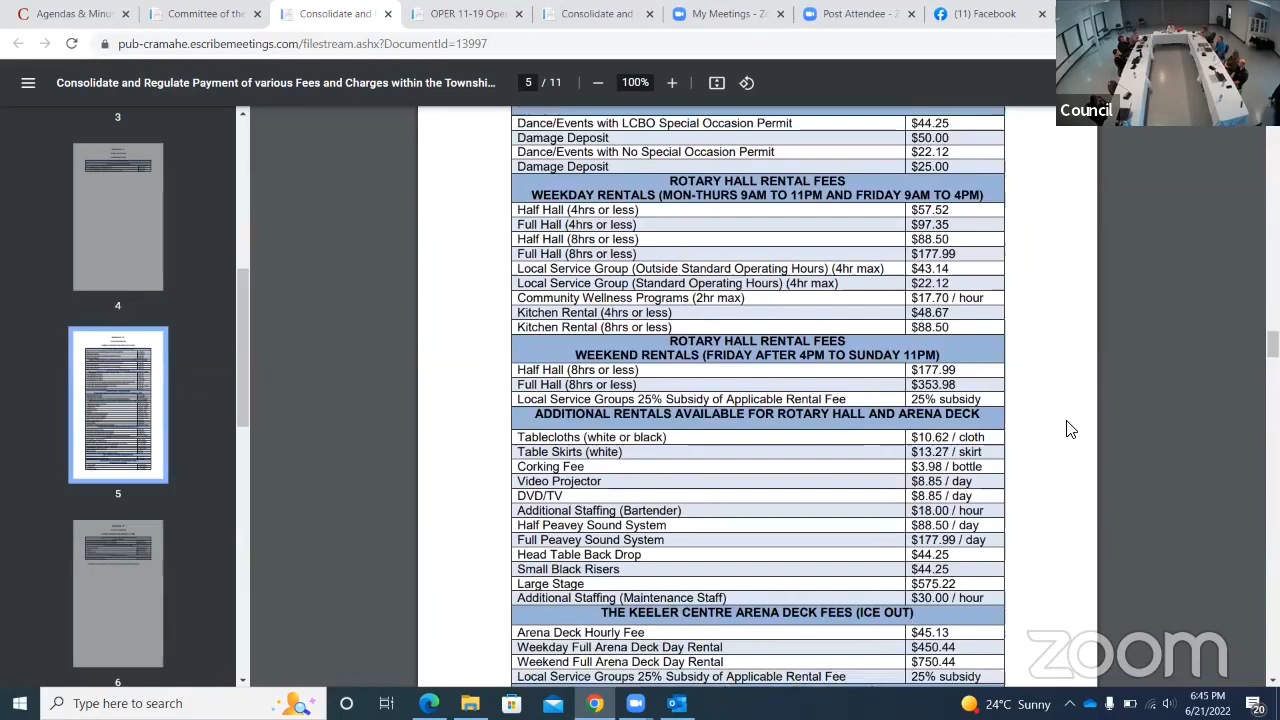 Agendas & Minutes
Committee of the
Consolidate and R
OPER 11-19 Oper
Consolidate and
My Meetings - Zo
Post Attendee - Z
(11) Facebook
pub-cramahe.escribemeetings.com/filestream.ashx?DocumentId=13997
Consolidate and Regulate Payment of various Fees and Charges within the Townshi...
5 / 11
100%
Council
3
4
5
6
Dance/Events with LCBO Special Occasion Permit $44.25
Damage Deposit $50.00
Dance/Events with No Special Occasion Permit $22.12
Damage Deposit $25.00
ROTARY HALL RENTAL FEES
WEEKDAY RENTALS (MON-THURS 9AM TO 11PM AND FRIDAY 9AM TO 4PM)
Half Hall (4hrs or less) $57.52
Full Hall (4hrs or less) $97.35
Half Hall (8hrs or less) $88.50
Full Hall (8hrs or less) $177.99
Local Service Group (Outside Standard Operating Hours) (4hr max) $43.14
Local Service Group (Standard Operating Hours) (4hr max) $22.12
Community Wellness Programs (2hr max) $17.70 / hour
Kitchen Rental (4hrs or less) $48.67
Kitchen Rental (8hrs or less) $88.50
ROTARY HALL RENTAL FEES
WEEKEND RENTALS (FRIDAY AFTER 4PM TO SUNDAY 11PM)
Half Hall (8hrs or less) $177.99
Full Hall (8hrs or less) $353.98
Local Service Groups 25% Subsidy of Applicable Rental Fee 25% subsidy
ADDITIONAL RENTALS AVAILABLE FOR ROTARY HALL AND ARENA DECK
Tablecloths (white or black) $10.62 / cloth
Table Skirts (white) $13.27 / skirt
Corking Fee $3.98 / bottle
Video Projector $8.85 / day
DVD/TV $8.85 / day
Additional Staffing (Bartender) $18.00 / hour
Half Peavey Sound System $88.50 / day
Full Peavey Sound System $177.99 / day
Head Table Back Drop $44.25
Small Black Risers $44.25
Large Stage $575.22
Additional Staffing (Maintenance Staff) $30.00 / hour
THE KEELER CENTRE ARENA DECK FEES (ICE OUT)
Arena Deck Hourly Fee $45.13
Weekday Full Arena Deck Day Rental $450.44
Weekend Full Arena Deck Day Rental $750.44
Local Service Groups 25% Subsidy of Applicable Rental Fee 25% subsidy
zoom
Type here to search
24°C Sunny
6:45 PM
6/21/2022
20